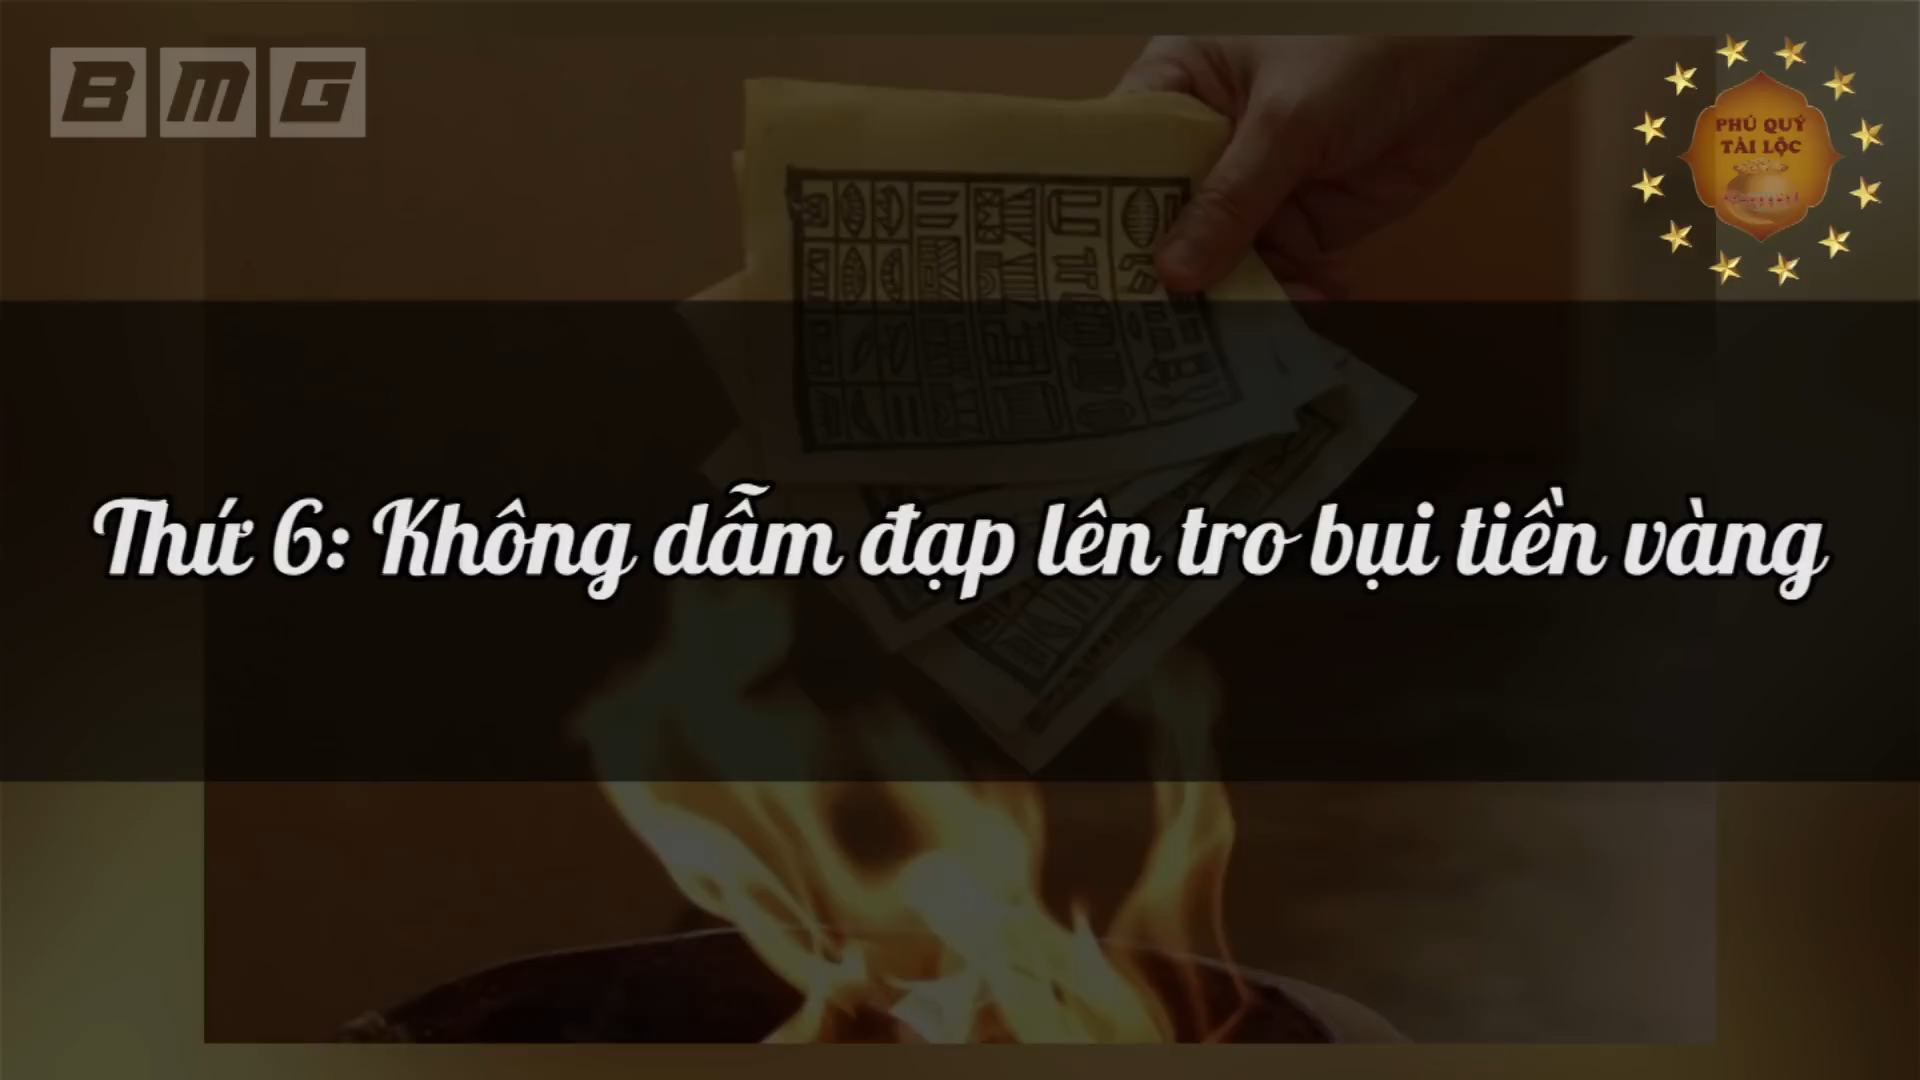 BMG
PHÚ QUÝ
TÀI LỘC
Thứ 6: Không dẫm đạp lên tro bụi tiền vàng